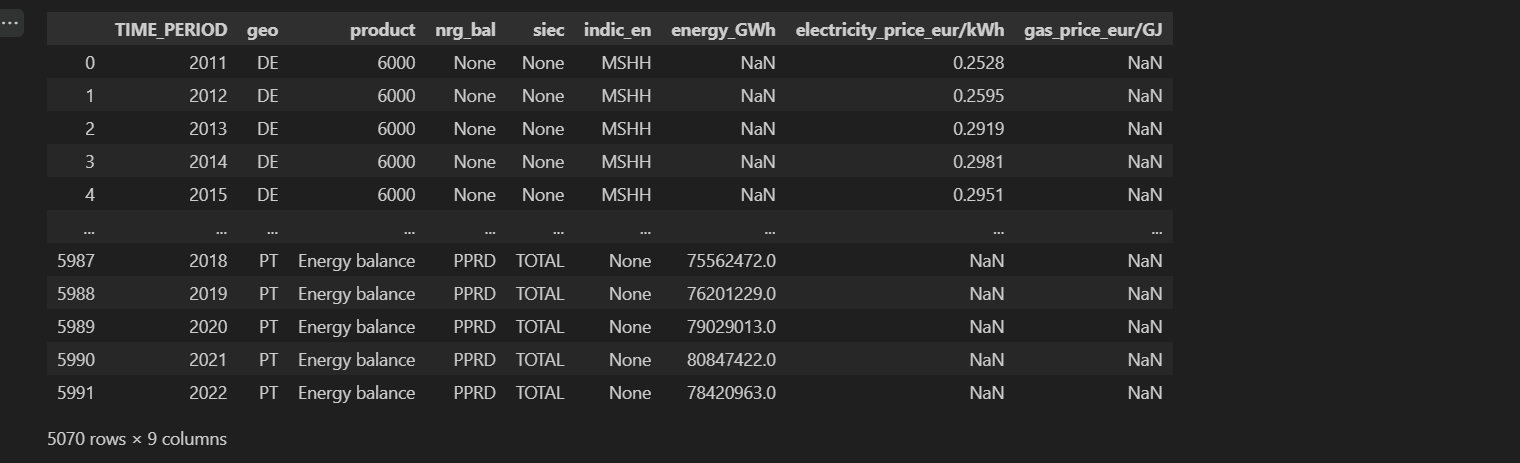 ...
TIME_PERIOD geo product nrg_bal siec indic_en energy_GWh electricity_price_eur/kWh gas_price_eur/GJ
0 2011 DE 6000 None None MSHH NaN 0.2528 NaN
1 2012 DE 6000 None None MSHH NaN 0.2595 NaN
2 2013 DE 6000 None None MSHH NaN 0.2919 NaN
3 2014 DE 6000 None None MSHH NaN 0.2981 NaN
4 2015 DE 6000 None None MSHH NaN 0.2951 NaN
... ... ... ... ... ... ... ... ... ...
5987 2018 PT Energy balance PPRD TOTAL None 75562472.0 NaN NaN
5988 2019 PT Energy balance PPRD TOTAL None 76201229.0 NaN NaN
5989 2020 PT Energy balance PPRD TOTAL None 79029013.0 NaN NaN
5990 2021 PT Energy balance PPRD TOTAL None 80847422.0 NaN NaN
5991 2022 PT Energy balance PPRD TOTAL None 78420963.0 NaN NaN
5070 rows × 9 columns